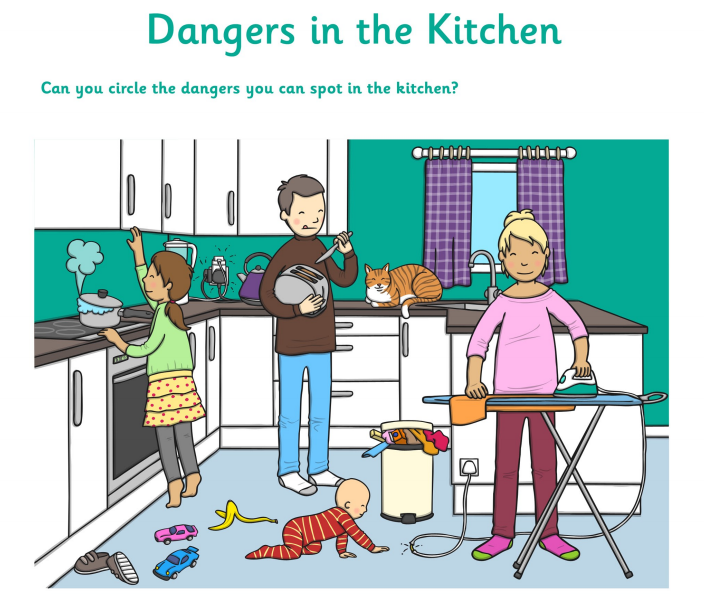 Dangers in the Kitchen
Can you circle the dangers you can spot in the kitchen?